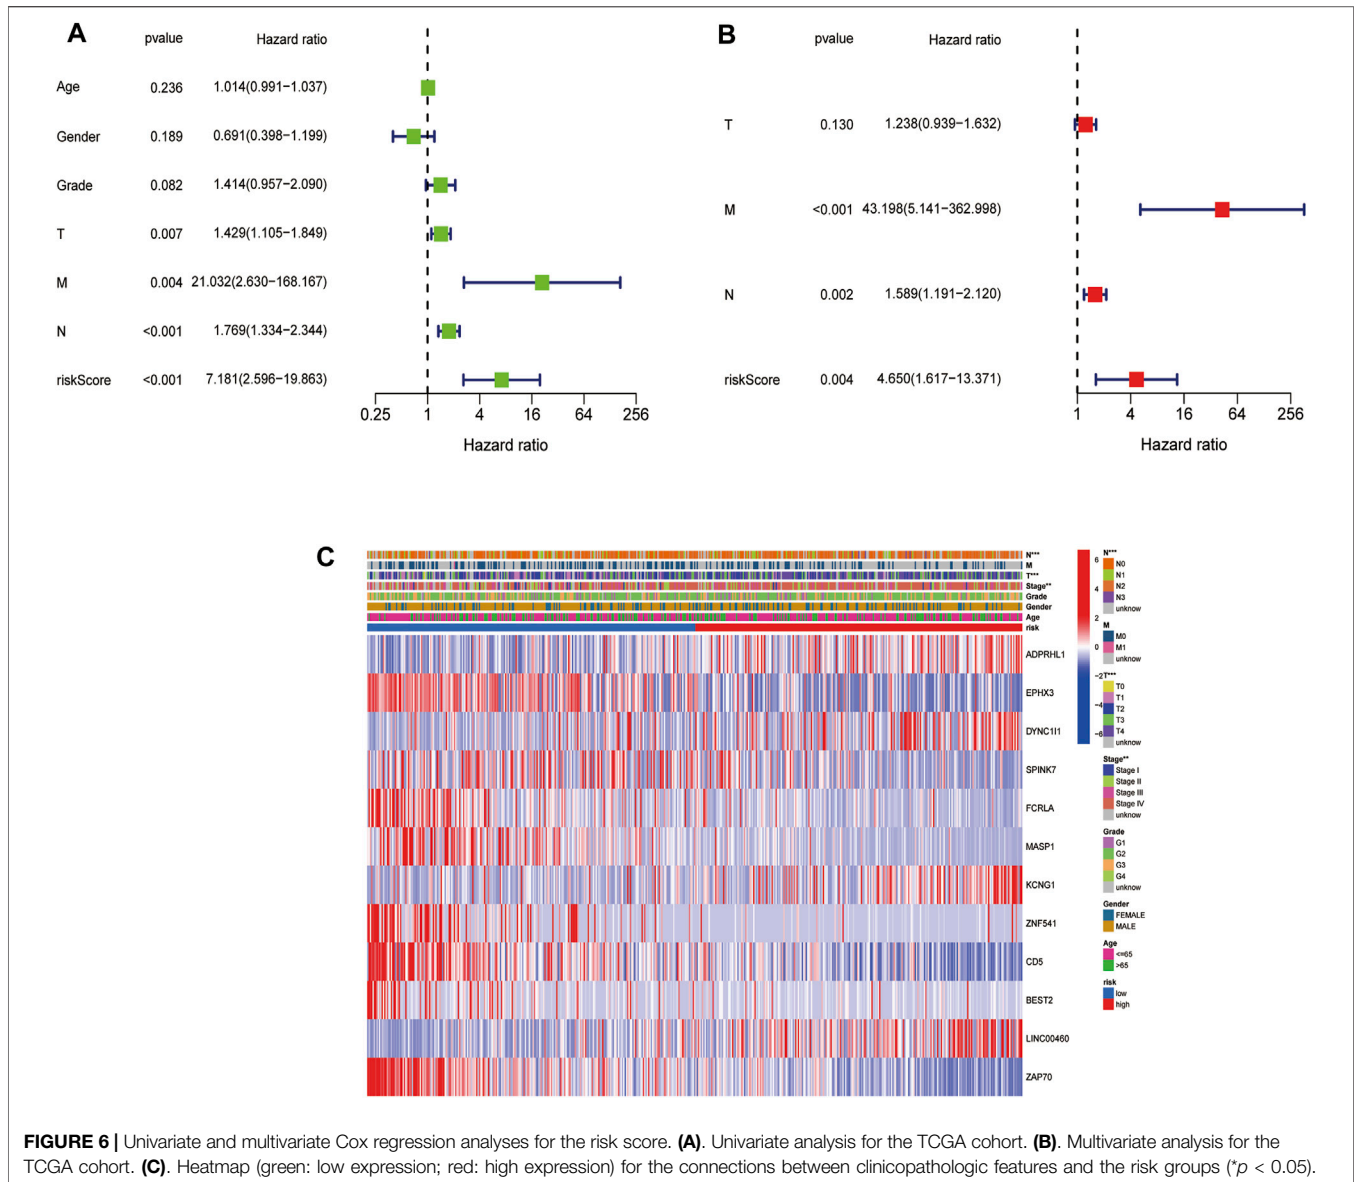 A
pvalue Hazard ratio
Age 0.236 1.014(0.991−1.037)
Gender 0.189 0.691(0.398−1.199)
Grade 0.082 1.414(0.957−2.090)
T 0.007 1.429(1.105−1.849)
M 0.004 21.032(2.630−168.167)
N <0.001 1.769(1.334−2.344)
riskScore <0.001 7.181(2.596−19.863)
0.25 1 4 16 64 256
Hazard ratio
B
pvalue Hazard ratio
T 0.130 1.238(0.939−1.632)
M <0.001 43.198(5.141−362.998)
N 0.002 1.589(1.191−2.120)
riskScore 0.004 4.650(1.617−13.371)
1 4 16 64 256
Hazard ratio
C
N***
M
T***
Stage**
Grade
Gender
Age
risk
ADPRHL1
EPHX3
DYNC1I1
SPINK7
FCRLA
MASP1
KCNG1
ZNF541
CD5
BEST2
LINC00460
ZAP70
6
4
2
0
−2
−4
−6
N***
N0
N1
N2
N3
unknow
M
M0
M1
unknow
T***
T0
T1
T2
T3
T4
unknow
Stage**
Stage I
Stage II
Stage III
Stage IV
unknow
Grade
G1
G2
G3
G4
unknow
Gender
FEMALE
MALE
Age
<=65
>65
risk
low
high
FIGURE 6 | Univariate and multivariate Cox regression analyses for the risk score. (A). Univariate analysis for the TCGA cohort. (B). Multivariate analysis for the
TCGA cohort. (C). Heatmap (green: low expression; red: high expression) for the connections between clinicopathologic features and the risk groups (*p < 0.05).